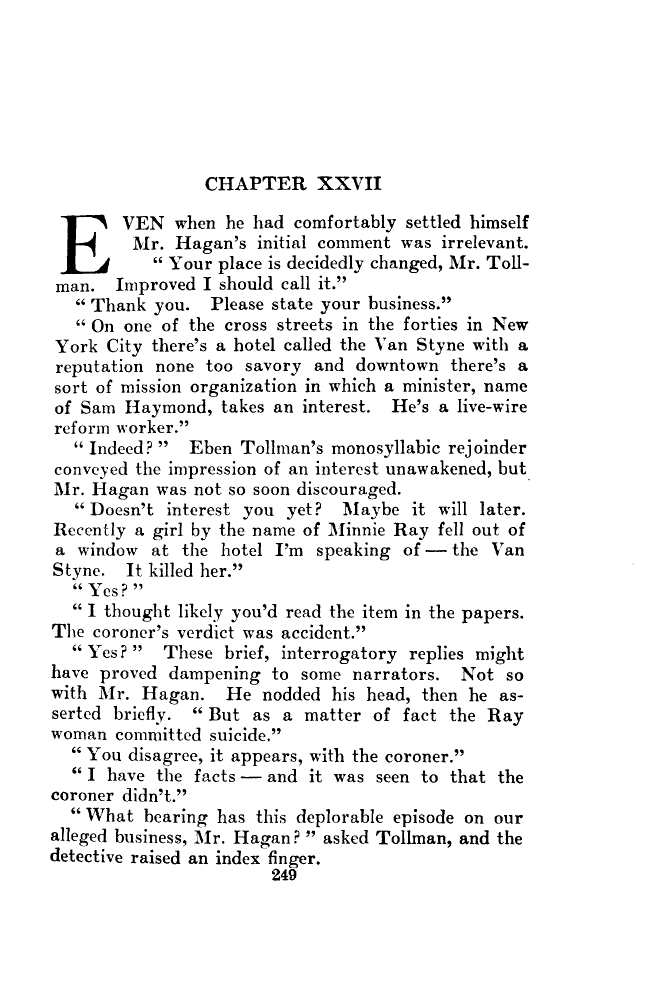 CHAPTER XXVII
EVEN when he had comfortably settled himself
Mr. Hagan's initial comment was irrelevant.
"Your place is decidedly changed, Mr. Toll-
man. Improved I should call it."
"Thank you. Please state your business."
"On one of the cross streets in the forties in New
York City there's a hotel called the Van Styne with a
reputation none too savory and downtown there's a
sort of mission organization in which a minister, name
of Sam Haymond, takes an interest. He's a live-wire
reform worker."
"Indeed?" Eben Tollman's monosyllabic rejoinder
conveyed the impression of an interest unawakened, but
Mr. Hagan was not so soon discouraged.
"Doesn't interest you yet? Maybe it will later.
Recently a girl by the name of Minnie Ray fell out of
a window at the hotel I'm speaking of — the Van
Styne. It killed her."
"Yes?"
"I thought likely you'd read the item in the papers.
The coroner's verdict was accident."
"Yes?" These brief, interrogatory replies might
have proved dampening to some narrators. Not so
with Mr. Hagan. He nodded his head, then he as-
serted briefly. "But as a matter of fact the Ray
woman committed suicide."
"You disagree, it appears, with the coroner."
"I have the facts — and it was seen to that the
coroner didn't."
"What bearing has this deplorable episode on our
alleged business, Mr. Hagan?" asked Tollman, and the
detective raised an index finger.
249